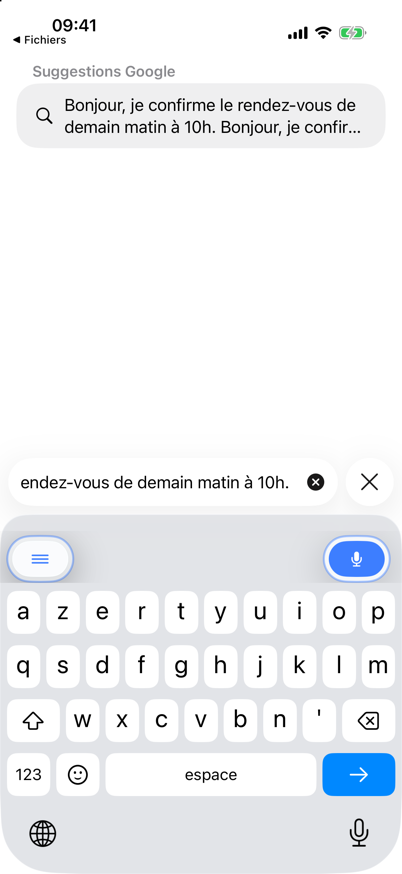 09:41
◀ Fichiers
Suggestions Google
Bonjour, je confirme le rendez-vous de
demain matin à 10h. Bonjour, je confir...
endez-vous de demain matin à 10h.
a z e r t y u i o p
q s d f g h j k l m
w x c v b n '
123 espace